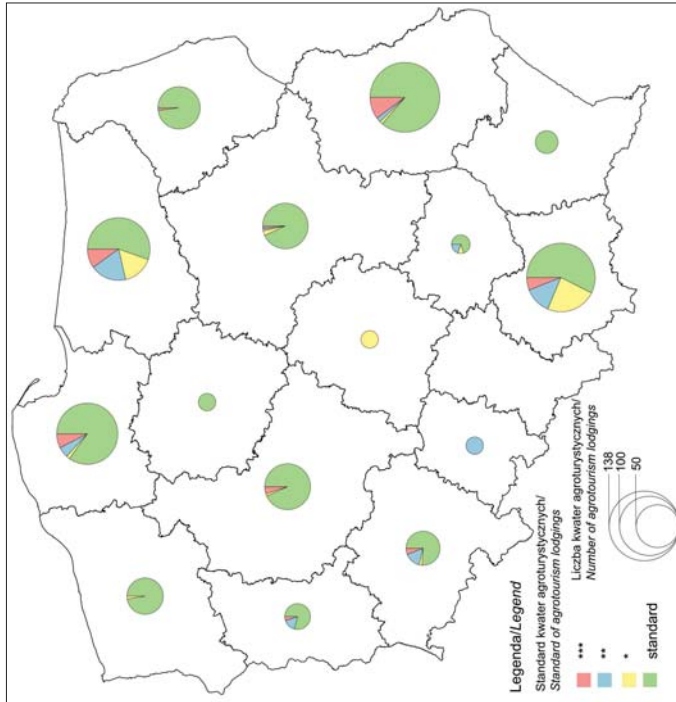 Legenda/Legend
Standard kwater agroturystycznych/
Standard of agrotourism lodgings
***
**
*
standard
Liczba kwater agroturystycznych/
Number of agrotourism lodgings
138
100
50